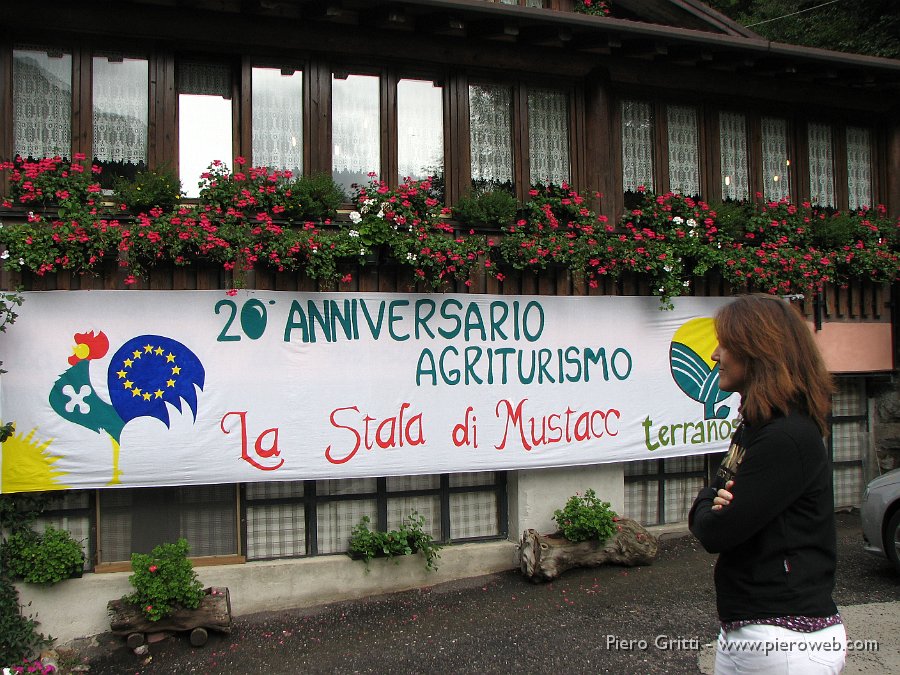 20° ANNIVERSARIO
AGRITURISMO
La Stala di Mustacc
terranos
Piero Gritti - www.pieroweb.com